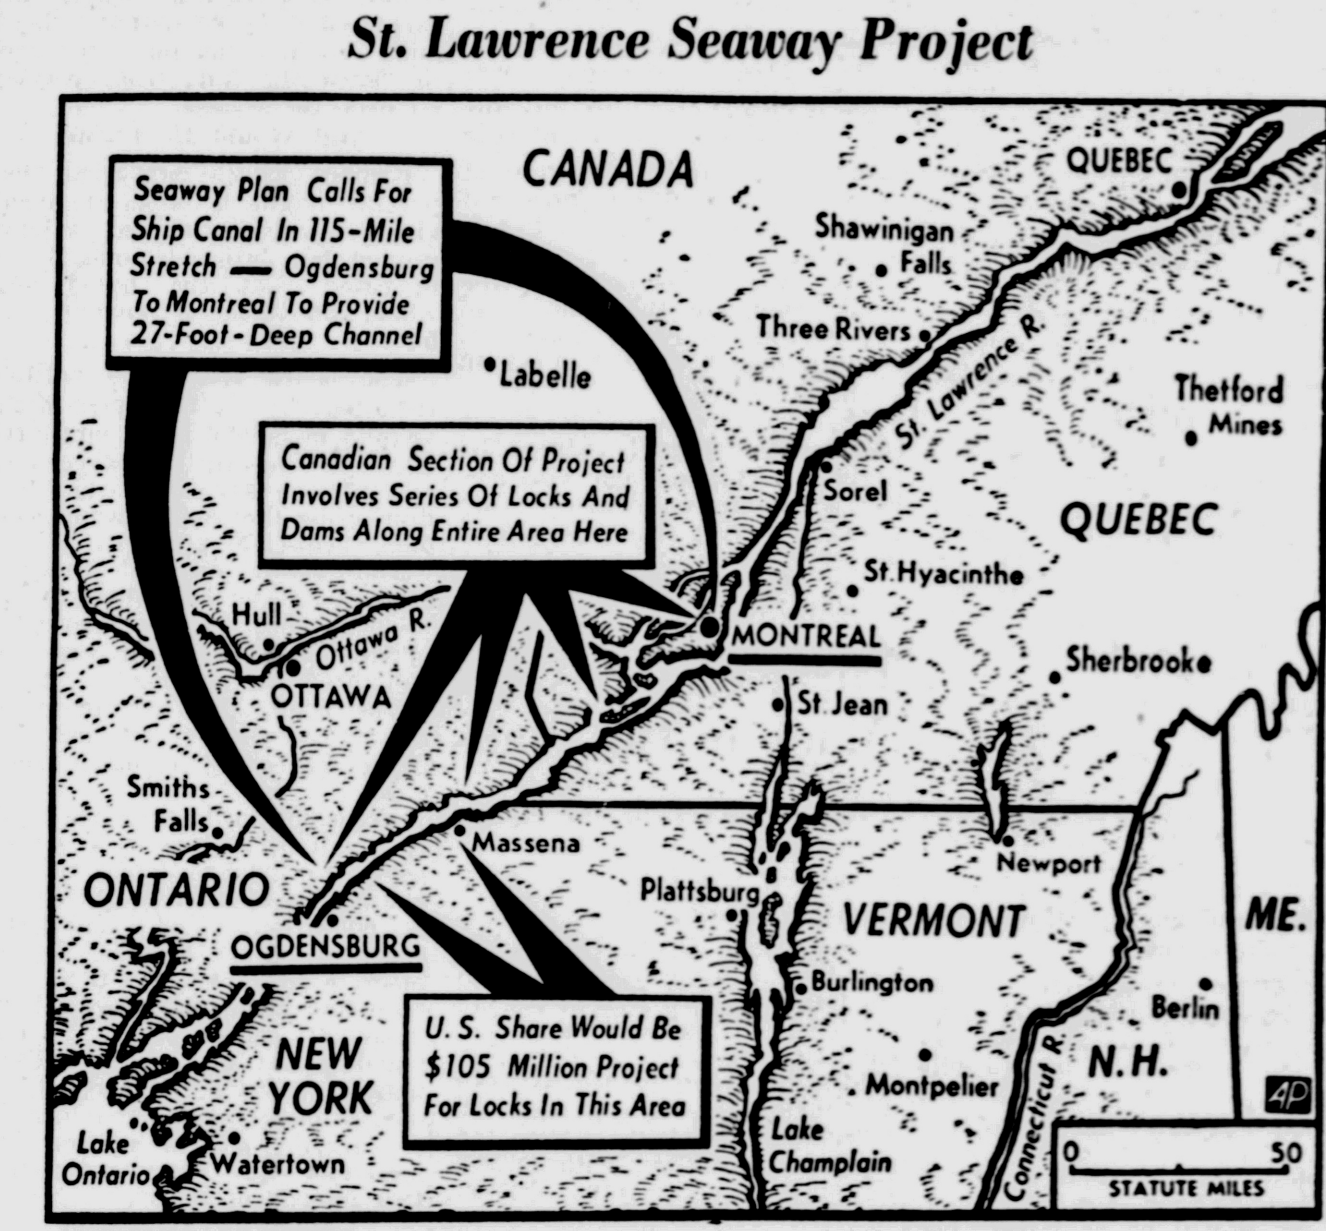 St. Lawrence Seaway Project
CANADA
QUEBEC
Seaway Plan Calls For
Ship Canal In 115-Mile
Stretch — Ogdensburg
To Montreal To Provide
27-Foot-Deep Channel
Shawinigan
Falls
Three Rivers
St. Lawrence R.
Labelle
Thetford
Mines
Canadian Section Of Project
Involves Series Of Locks And
Dams Along Entire Area Here
Sorel
QUEBEC
St. Hyacinthe
Hull
Ottawa R.
OTTAWA
MONTREAL
Sherbrooke
St. Jean
Smiths
Falls
Massena
Newport
ONTARIO
Plattsburg
VERMONT
ME.
OGDENSBURG
Burlington
Berlin
U.S. Share Would Be
$105 Million Project
For Locks In This Area
NEW
YORK
Montpelier
Connecticut R.
N.H.
AP
Lake
Ontario
Watertown
Lake
Champlain
0 50
STATUTE MILES